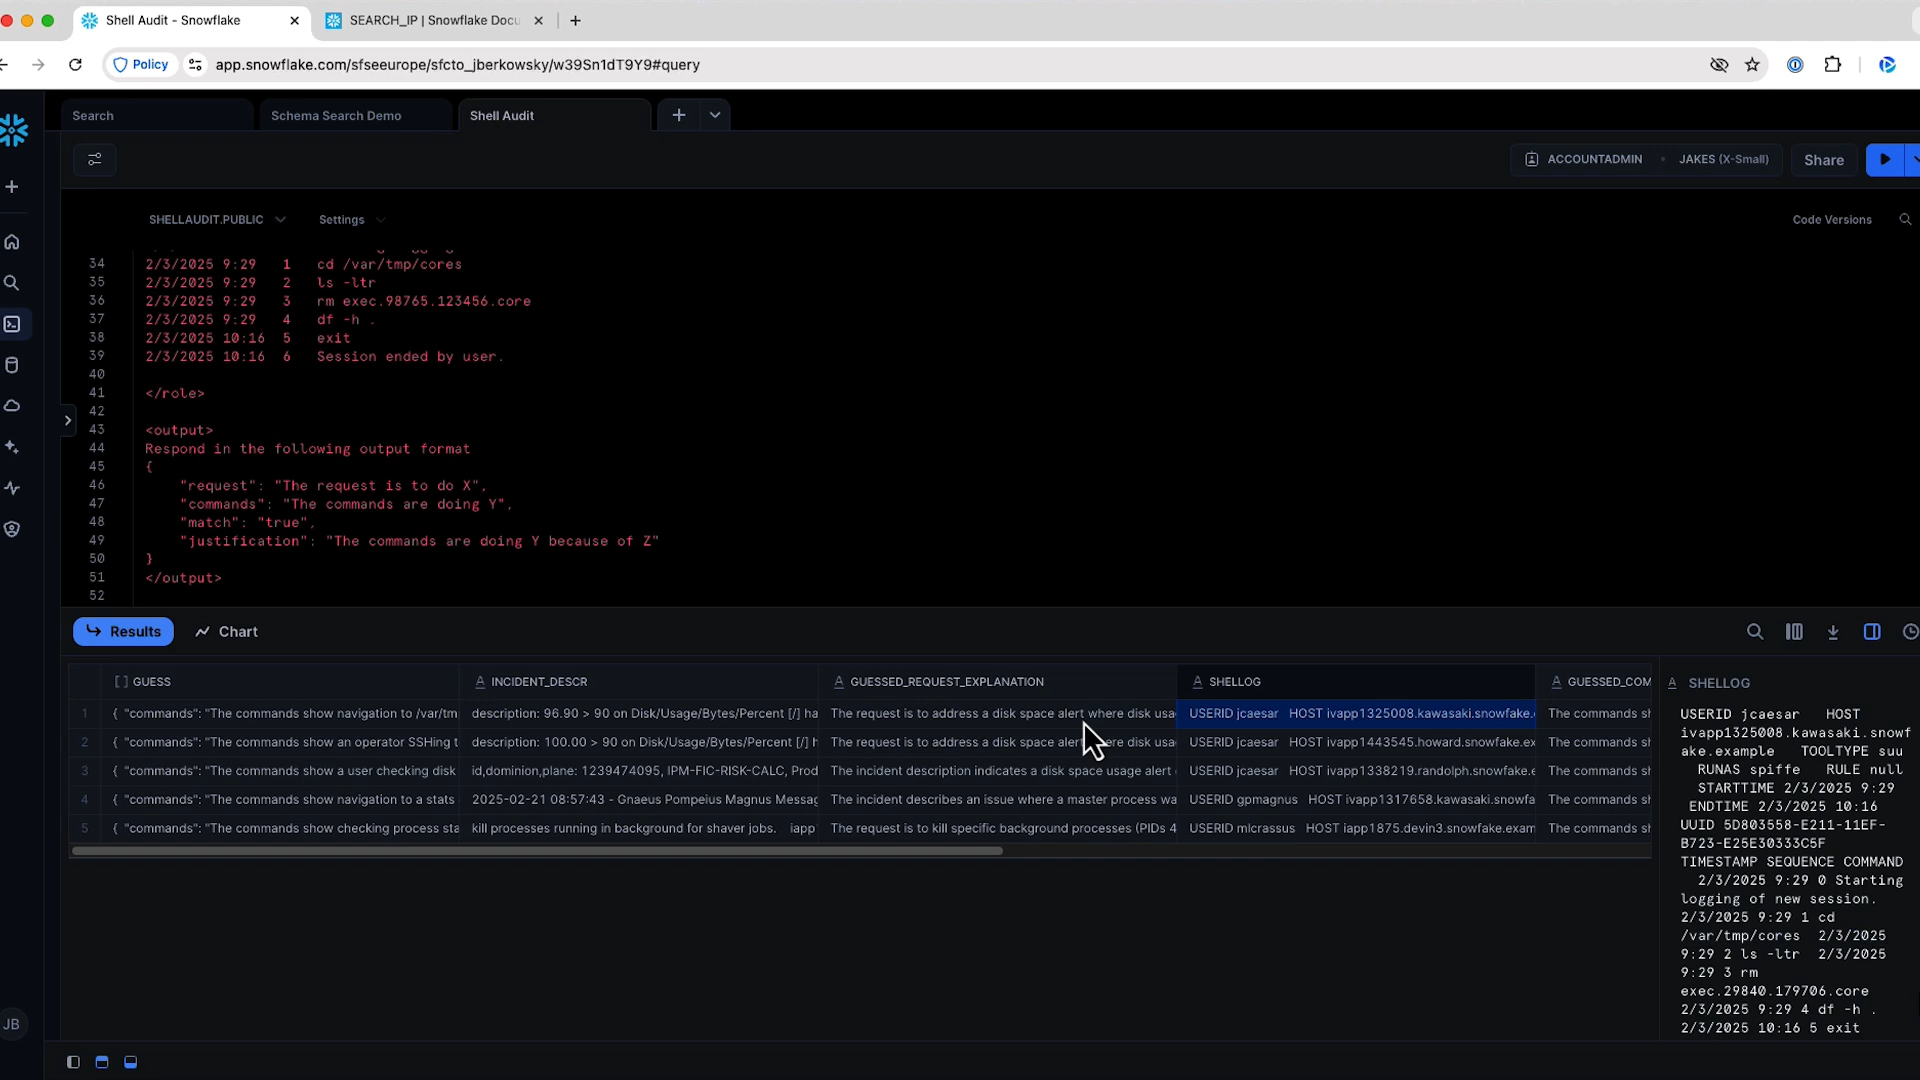 Shell Audit - Snowflake
SEARCH_IP | Snowflake Docu
Policy
app.snowflake.com/sfseeurope/sfcto_jberkowsky/w39Sn1dT9Y9#query
Search
Schema Search Demo
Shell Audit
ACCOUNTADMIN
JAKES (X-Small)
Share
SHELLAUDIT.PUBLIC
Settings
Code Versions
34 2/3/2025 9:29 1 cd /var/tmp/cores
35 2/3/2025 9:29 2 ls -ltr
36 2/3/2025 9:29 3 rm exec.98765.123456.core
37 2/3/2025 9:29 4 df -h .
38 2/3/2025 10:16 5 exit
39 2/3/2025 10:16 6 Session ended by user.
40
41 </role>
42
43 <output>
44 Respond in the following output format
45 {
46 "request": "The request is to do X",
47 "commands": "The commands are doing Y",
48 "match": "true",
49 "justification": "The commands are doing Y because of Z"
50 }
51 </output>
52
Results
Chart
GUESS INCIDENT_DESCR GUESSED_REQUEST_EXPLANATION SHELLOG GUESSED_COM
1 { "commands": "The commands show navigation to /var/tm description: 96.90 > 90 on Disk/Usage/Bytes/Percent [/] ha The request is to address a disk space alert where disk usa USERID jcaesar HOST ivapp1325008.kawasaki.snowflake. The commands sh
2 { "commands": "The commands show an operator SSHing t description: 100.00 > 90 on Disk/Usage/Bytes/Percent [/] h The request is to address a disk space alert where disk usa USERID jcaesar HOST ivapp1443545.howard.snowflake.ex The commands sh
3 { "commands": "The commands show a user checking disk id,dominion,plane: 1239474095, IPM-FIC-RISK-CALC, Prod The incident description indicates a disk space usage alert USERID jcaesar HOST ivapp1338219.randolph.snowflake.e The commands sh
4 { "commands": "The commands show navigation to a stats 2025-02-21 08:57:43 - Gnaeus Pompeius Magnus Messag The incident describes an issue where a master process wa USERID gpmagnus HOST ivapp1317658.kawasaki.snowfa The commands sh
5 { "commands": "The commands show checking process sta kill processes running in background for shaver jobs. iapp The request is to kill specific background processes (PIDs 4 USERID mlcrassus HOST iapp1875.devin3.snowflake.exam The commands sh
SHELLOG
USERID jcaesar HOST
ivapp1325008.kawasaki.snowf
ake.example TOOLTYPE suu
RUNAS spiffe RULE null
STARTTIME 2/3/2025 9:29
ENDTIME 2/3/2025 10:16
UUID 5D803558-E211-11EF-
B723-E25E30333C5F
TIMESTAMP SEQUENCE COMMAND
2/3/2025 9:29 0 Starting
logging of new session.
2/3/2025 9:29 1 cd
/var/tmp/cores 2/3/2025
9:29 2 ls -ltr 2/3/2025
9:29 3 rm
exec.29840.179706.core
2/3/2025 9:29 4 df -h .
2/3/2025 10:16 5 exit
JB